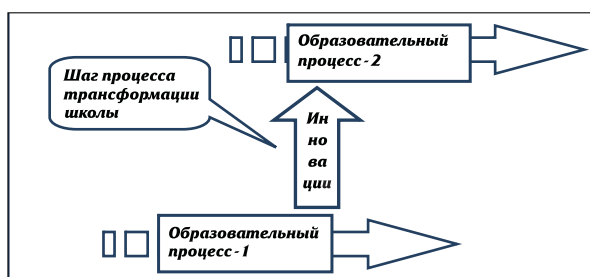 Образовательный
процесс-2
Шаг процесса
трансформации
школы
Ин
но
ва
ции
Образовательный
процесс-1